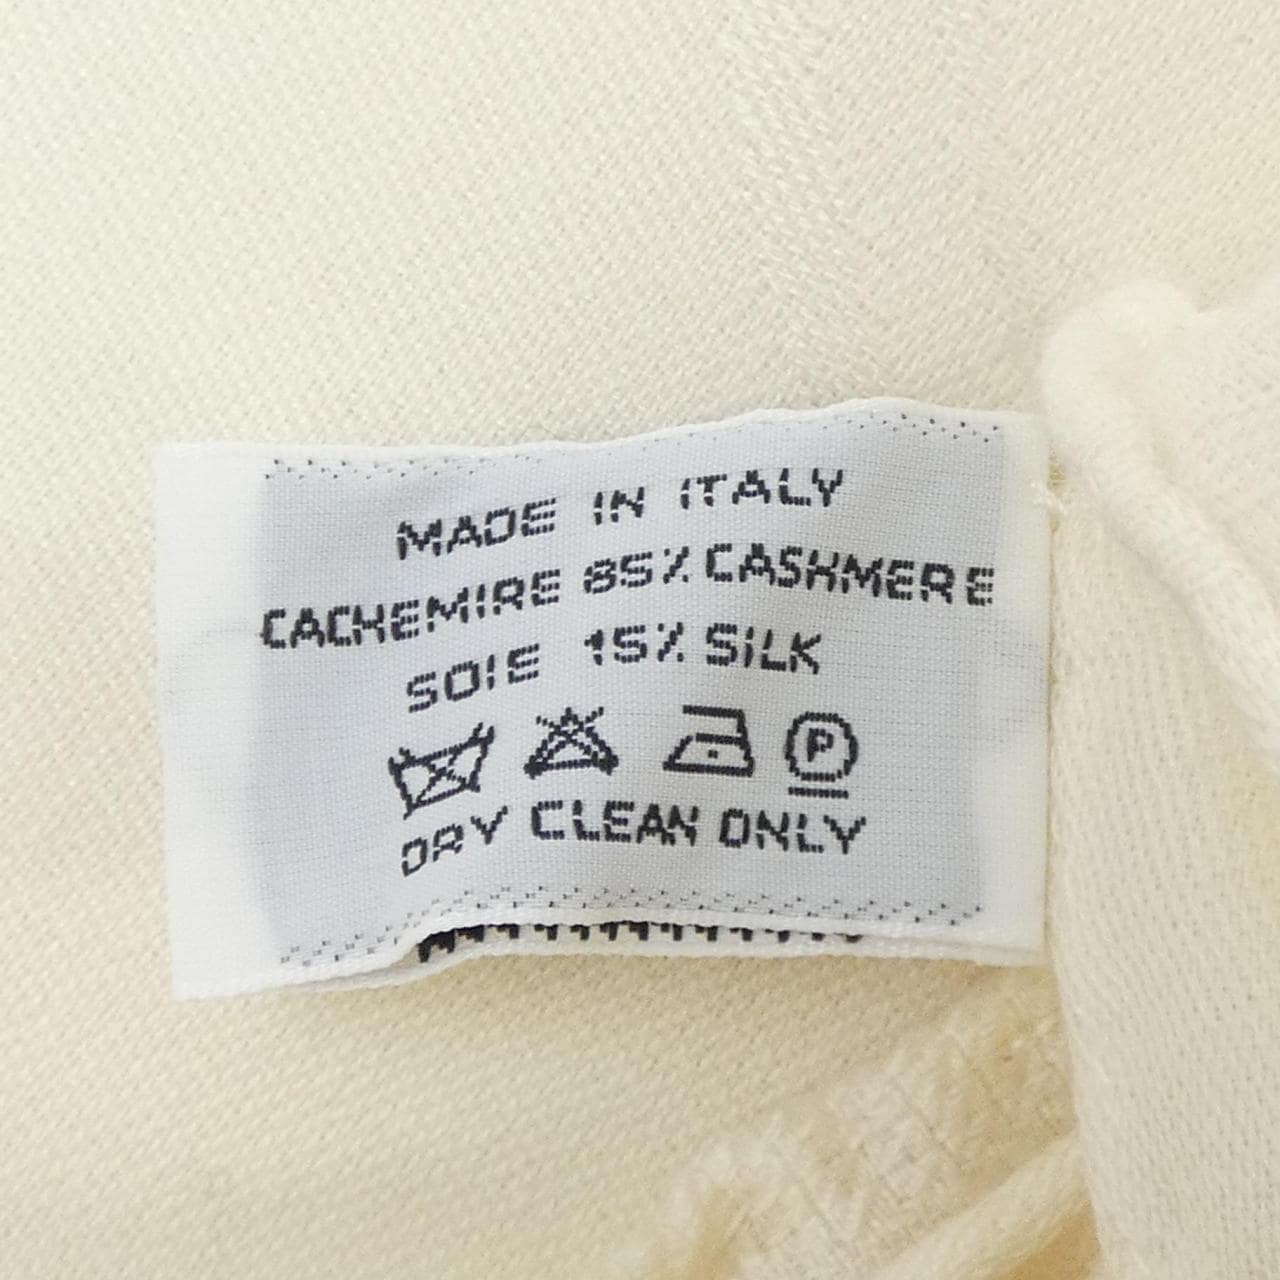 MADE IN ITALY
CACHEMIRE 85% CASHMERE
SOIE 15% SILK
P
DRY CLEAN ONLY